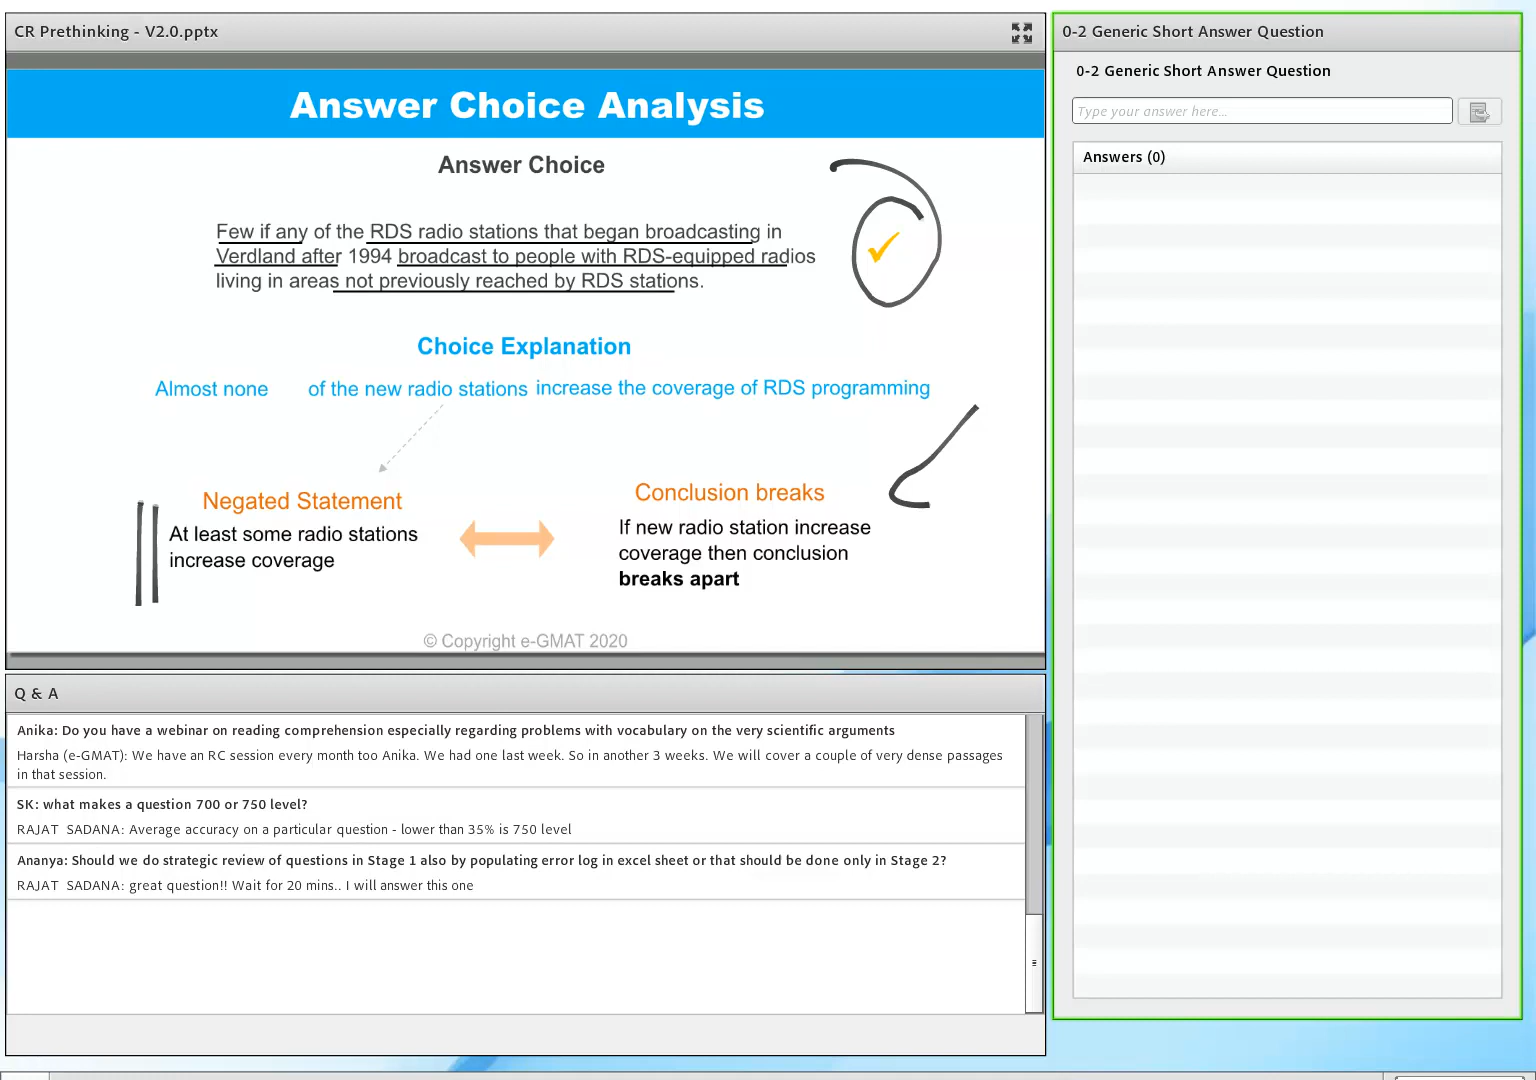 CR Prethinking - V2.0.pptx
Answer Choice Analysis
Answer Choice
Few if any of the RDS radio stations that began broadcasting in
Verdland after 1994 broadcast to people with RDS-equipped radios
living in areas not previously reached by RDS stations.
Choice Explanation
Almost none of the new radio stations increase the coverage of RDS programming
Negated Statement
At least some radio stations
increase coverage
Conclusion breaks
If new radio station increase
coverage then conclusion
breaks apart
© Copyright e-GMAT 2020
Q & A
Anika: Do you have a webinar on reading comprehension especially regarding problems with vocabulary on the very scientific arguments
Harsha (e-GMAT): We have an RC session every month too Anika. We had one last week. So in another 3 weeks. We will cover a couple of very dense passages
in that session.
SK: what makes a question 700 or 750 level?
RAJAT SADANA: Average accuracy on a particular question - lower than 35% is 750 level
Ananya: Should we do strategic review of questions in Stage 1 also by populating error log in excel sheet or that should be done only in Stage 2?
RAJAT SADANA: great question!! Wait for 20 mins.. I will answer this one
0-2 Generic Short Answer Question
0-2 Generic Short Answer Question
Type your answer here...
Answers (0)